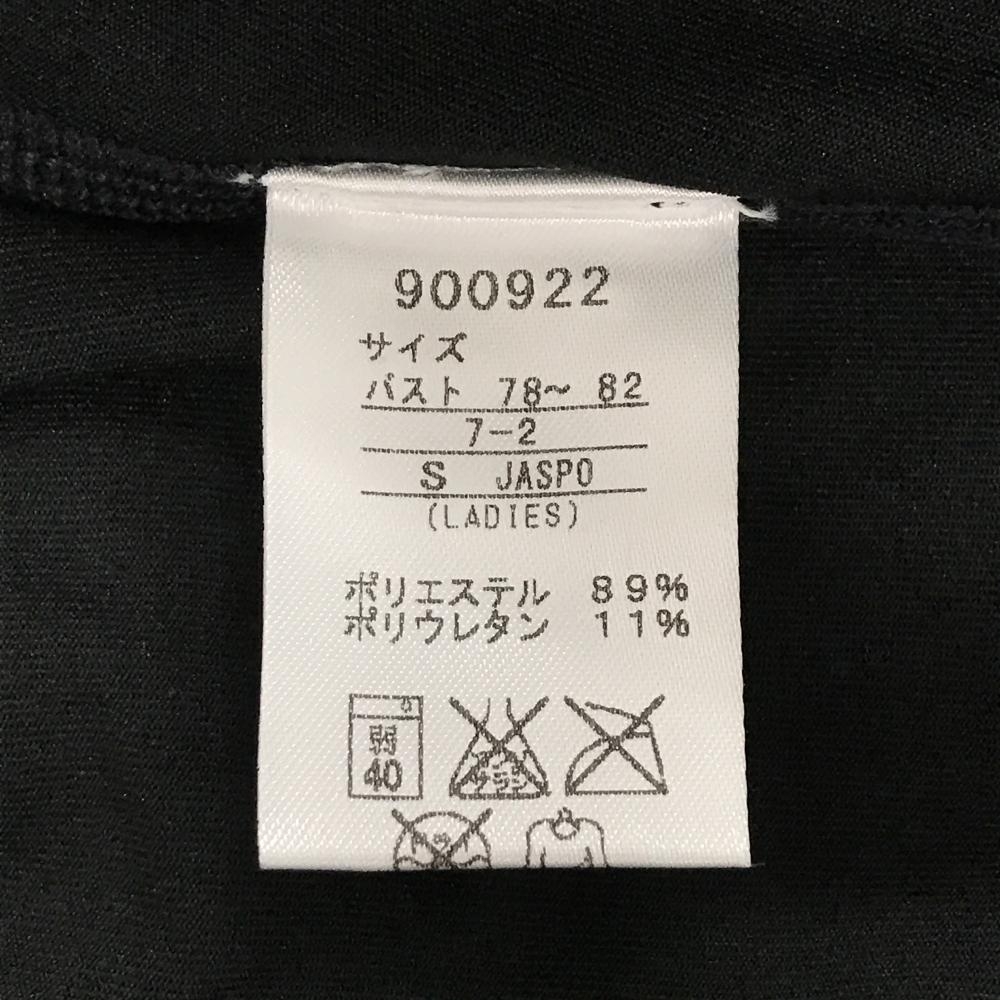 900922
サイズ
バスト 78~ 82
7-2
S JASPO
(LADIES)
ポリエステル 89%
ポリウレタン 11%
弱
40